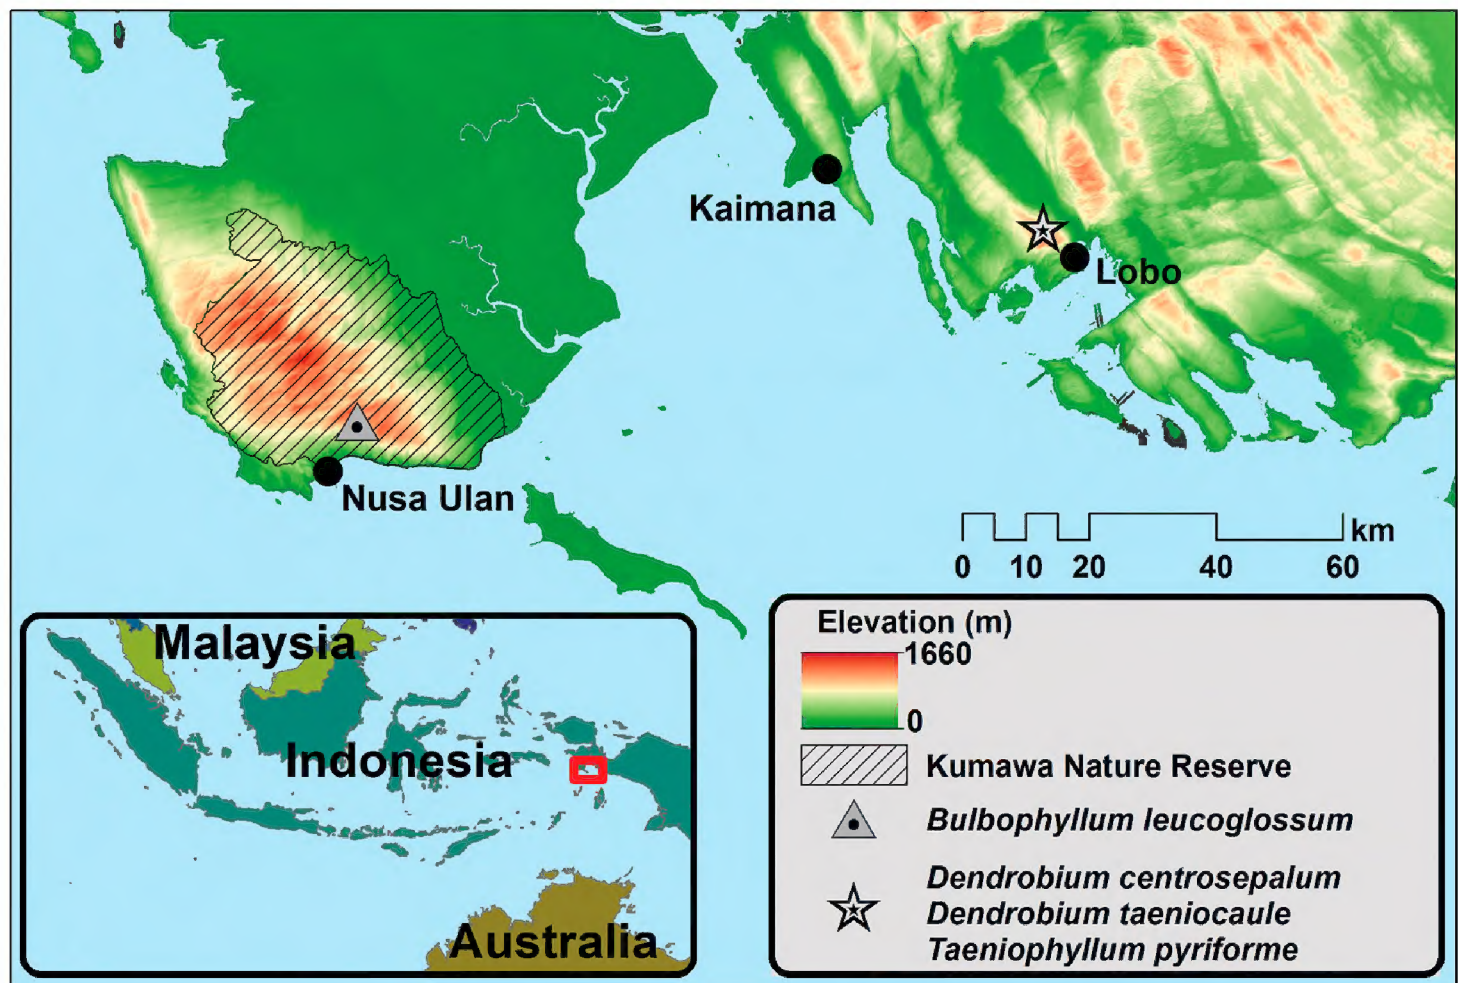 Kaimana
Lobo
Nusa Ulan
km
0 10 20 40 60
Malaysia
Indonesia
Australia
Elevation (m)
1660
0
Kumawa Nature Reserve
Bulbophyllum leucoglossum
Dendrobium centrosepalum
Dendrobium taeniocaule
Taeniophyllum pyriforme